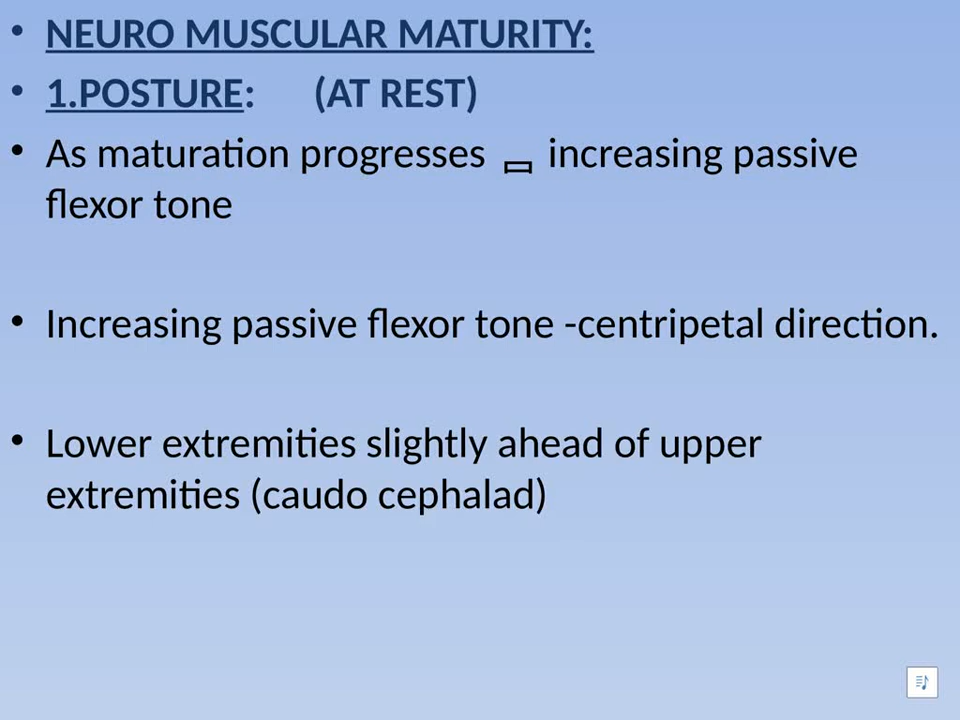 • NEURO MUSCULAR MATURITY:
• 1.POSTURE: (AT REST)
• As maturation progresses ▭ increasing passive
flexor tone
• Increasing passive flexor tone -centripetal direction.
• Lower extremities slightly ahead of upper
extremities (caudo cephalad)